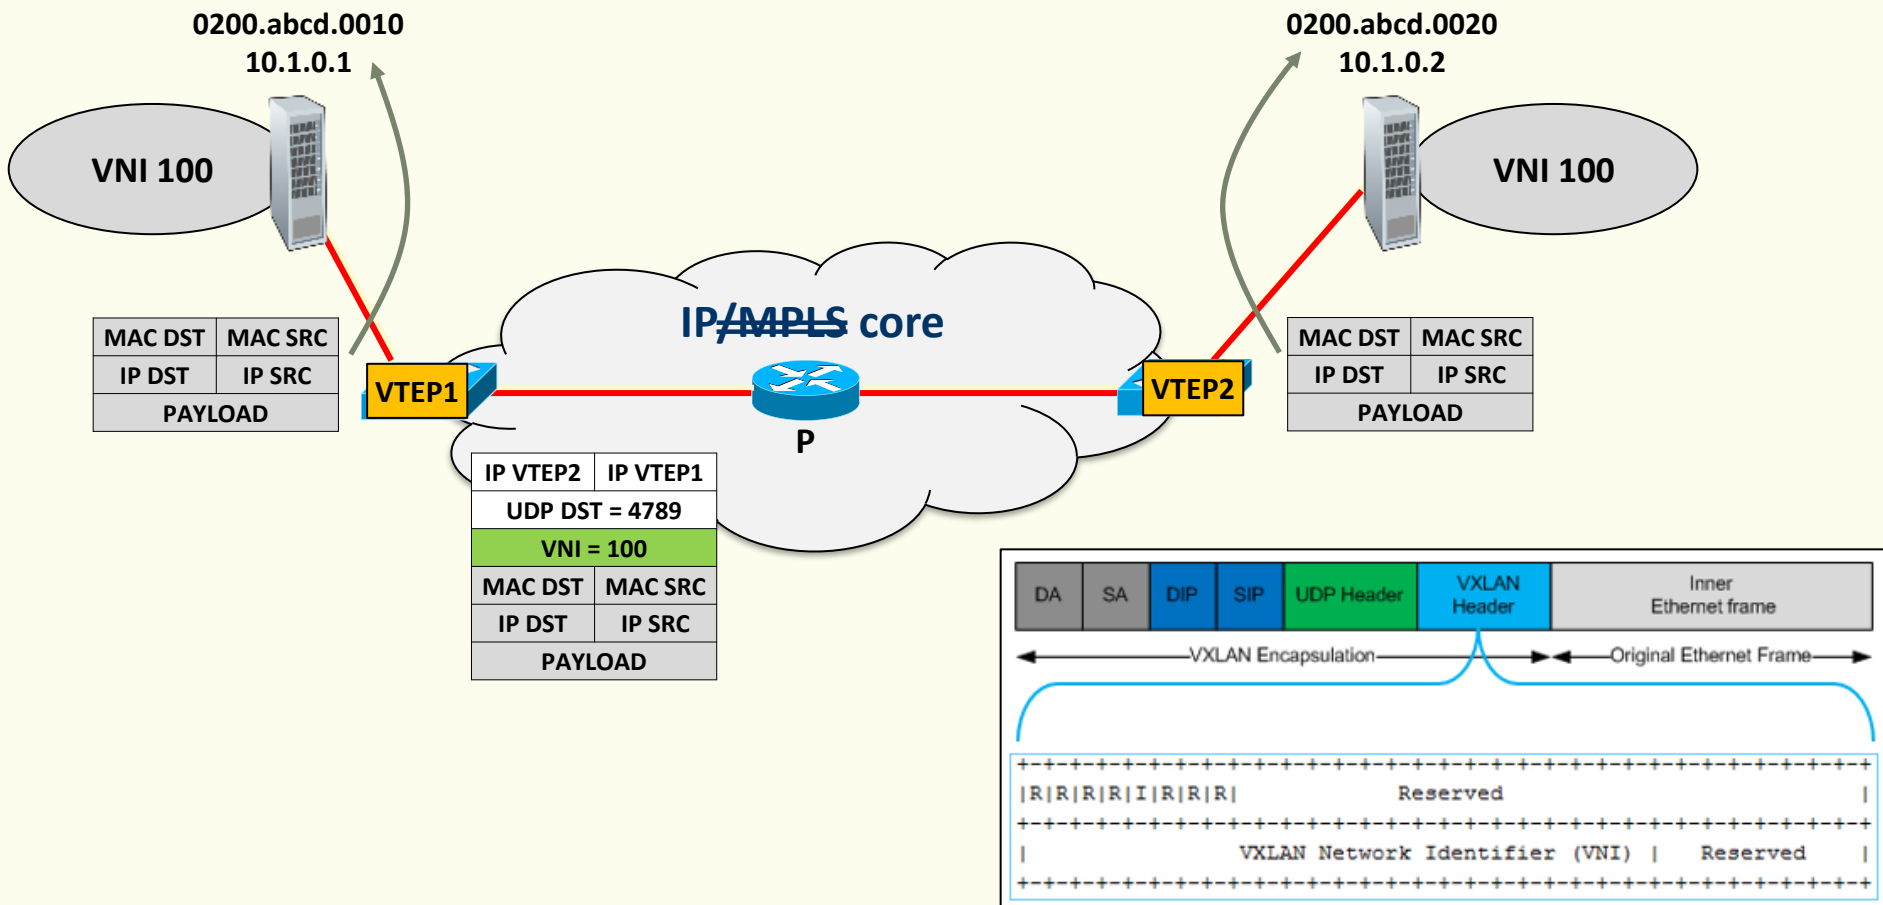 0200.abcd.0010
10.1.0.1
0200.abcd.0020
10.1.0.2
VNI 100
VNI 100
IP/MPLS core
MAC DST MAC SRC
IP DST IP SRC
PAYLOAD
VTEP1
P
VTEP2
MAC DST MAC SRC
IP DST IP SRC
PAYLOAD
IP VTEP2 IP VTEP1
UDP DST = 4789
VNI = 100
MAC DST MAC SRC
IP DST IP SRC
PAYLOAD
DA SA DIP SIP UDP Header VXLAN Header Inner Ethernet frame
VXLAN Encapsulation Original Ethernet Frame
+-+-+-+-+-+-+-+-+-+-+-+-+-+-+-+-+-+-+-+-+-+-+-+-+-+-+-+-+-+-+-+-+
|R|R|R|R|I|R|R|R| Reserved |
+-+-+-+-+-+-+-+-+-+-+-+-+-+-+-+-+-+-+-+-+-+-+-+-+-+-+-+-+-+-+-+-+
| VXLAN Network Identifier (VNI) | Reserved |
+-+-+-+-+-+-+-+-+-+-+-+-+-+-+-+-+-+-+-+-+-+-+-+-+-+-+-+-+-+-+-+-+